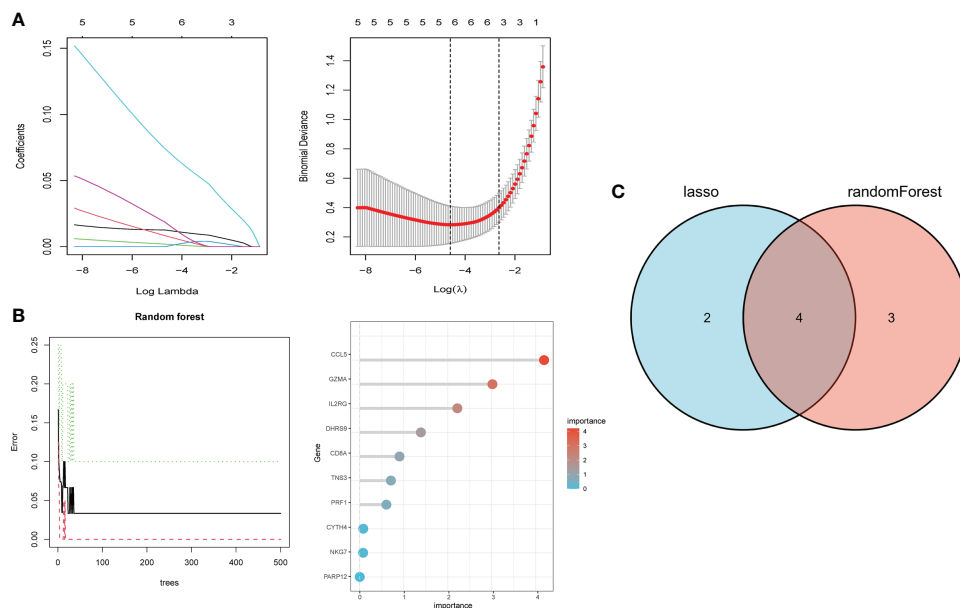 A
5 5 6 3
0.15
0.10
0.05
0.00
Coefficients
−8 −6 −4 −2
Log Lambda
5 5 5 5 5 6 6 6 3 3 1
1.4
1.2
1.0
0.8
0.6
0.4
0.2
Binomial Deviance
−8 −6 −4 −2
Log(λ)
B
Random forest
0.25
0.20
0.15
0.10
0.05
0.00
Error
0 100 200 300 400 500
trees
CCL5
GZMA
IL2RG
DHRS9
CD8A
TNS3
PRF1
CYTH4
NKG7
PARP12
Gene
0 1 2 3 4
importance
importance
4
3
2
1
0
C
lasso randomForest
2 4 3